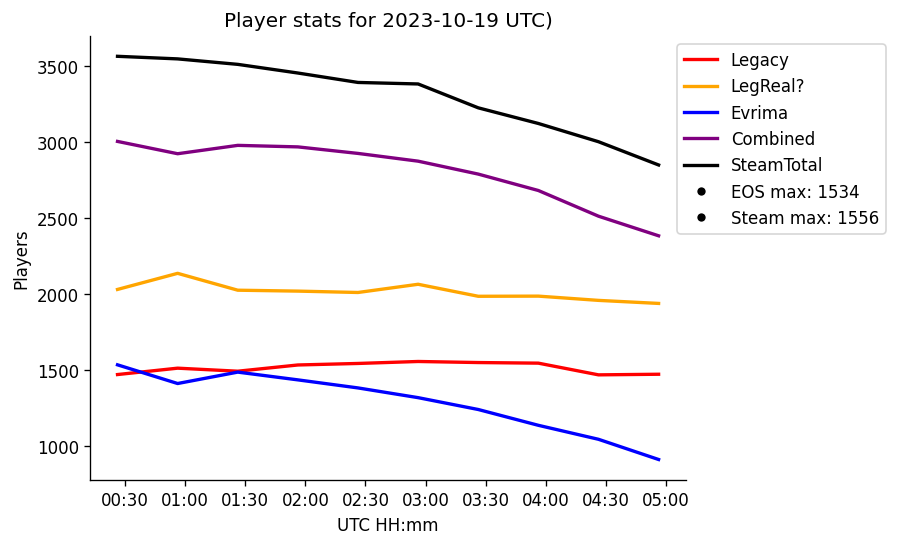 Player stats for 2023-10-19 UTC)
Legacy
LegReal?
Evrima
Combined
SteamTotal
EOS max: 1534
Steam max: 1556
Players
3500
3000
2500
2000
1500
1000
00:30 01:00 01:30 02:00 02:30 03:00 03:30 04:00 04:30 05:00
UTC HH:mm